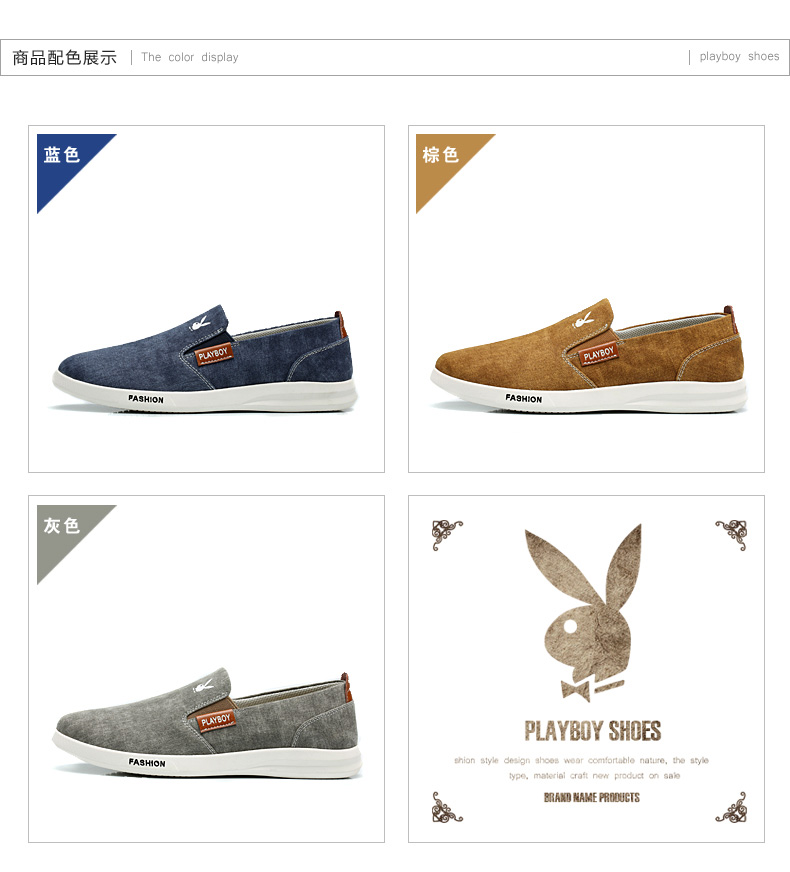 商品配色展示
The color display
playboy shoes
蓝色
PLAYBOY
FASHION
棕色
PLAYBOY
FASHION
灰色
PLAYBOY
FASHION
PLAYBOY SHOES
shion style design shoes wear comfortable nature, the style
type, material craft new product on sale
BRAND NAME PRODUCTS